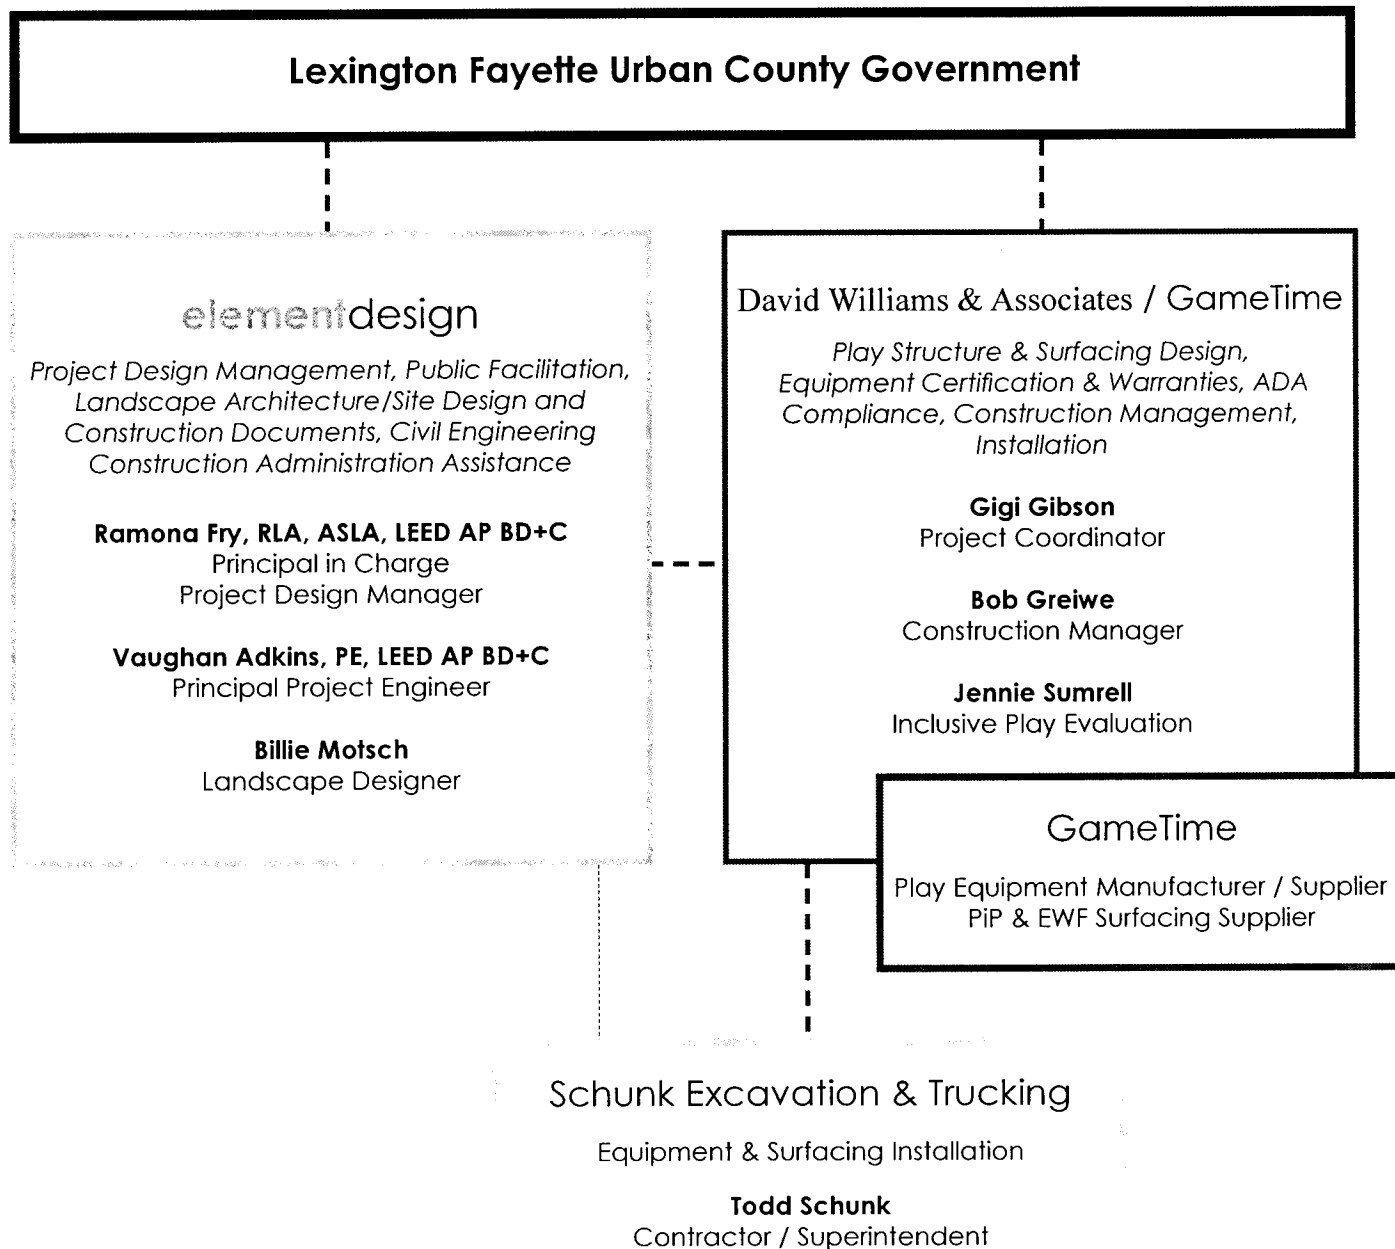 Lexington Fayette Urban County Government
elementdesign
Project Design Management, Public Facilitation,
Landscape Architecture/Site Design and
Construction Documents, Civil Engineering
Construction Administration Assistance
Ramona Fry, RLA, ASLA, LEED AP BD+C
Principal in Charge
Project Design Manager
Vaughan Adkins, PE, LEED AP BD+C
Principal Project Engineer
Billie Motsch
Landscape Designer
David Williams & Associates / GameTime
Play Structure & Surfacing Design,
Equipment Certification & Warranties, ADA
Compliance, Construction Management,
Installation
Gigi Gibson
Project Coordinator
Bob Greiwe
Construction Manager
Jennie Sumrell
Inclusive Play Evaluation
GameTime
Play Equipment Manufacturer / Supplier
PiP & EWF Surfacing Supplier
Schunk Excavation & Trucking
Equipment & Surfacing Installation
Todd Schunk
Contractor / Superintendent